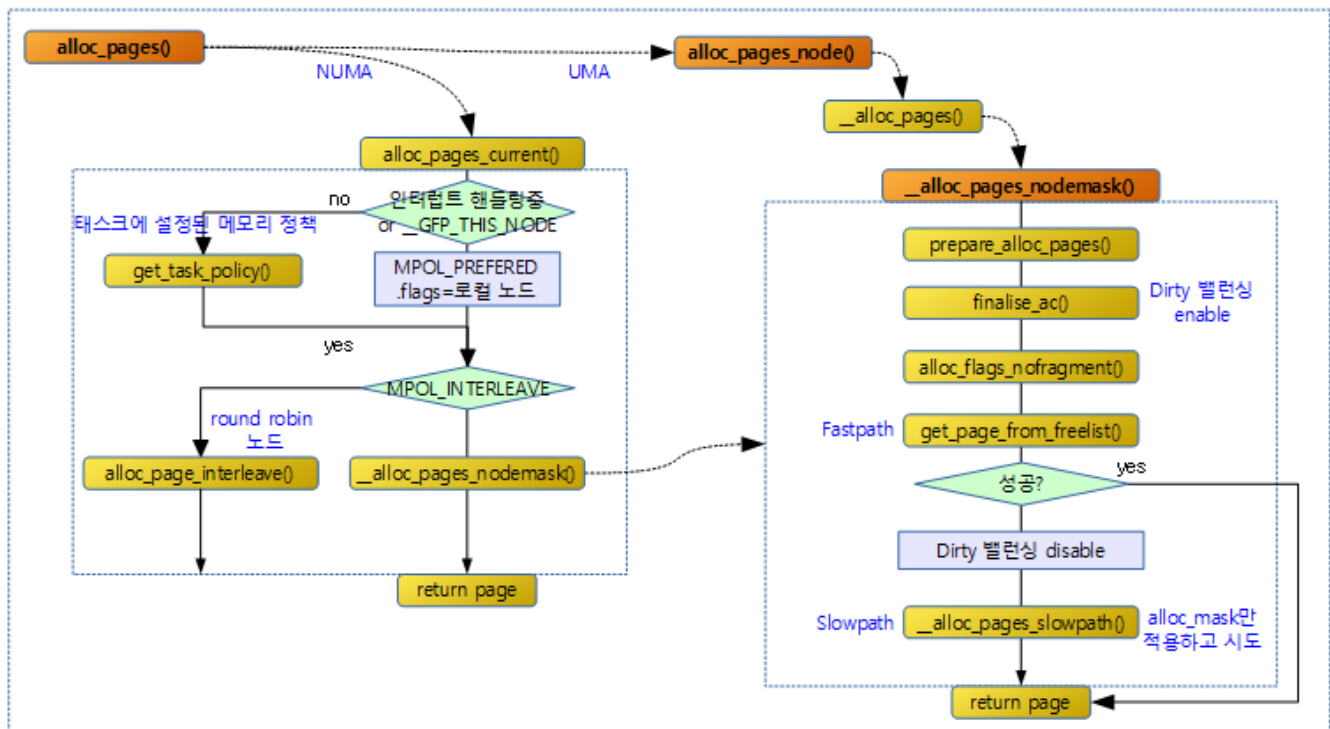 alloc_pages()
NUMA
UMA
alloc_pages_node()
__alloc_pages()
alloc_pages_current()
__alloc_pages_nodemask()
no
인터럽트 핸들링중
or __GFP_THIS_NODE
태스크에 설정된 메모리 정책
get_task_policy()
MPOL_PREFERED
.flags=로컬 노드
yes
MPOL_INTERLEAVE
round robin
노드
alloc_page_interleave()
__alloc_pages_nodemask()
return page
prepare_alloc_pages()
finalise_ac()
Dirty 밸런싱
enable
alloc_flags_nofragment()
Fastpath
get_page_from_freelist()
yes
성공?
Dirty 밸런싱 disable
Slowpath
__alloc_pages_slowpath()
alloc_mask만
적용하고 시도
return page